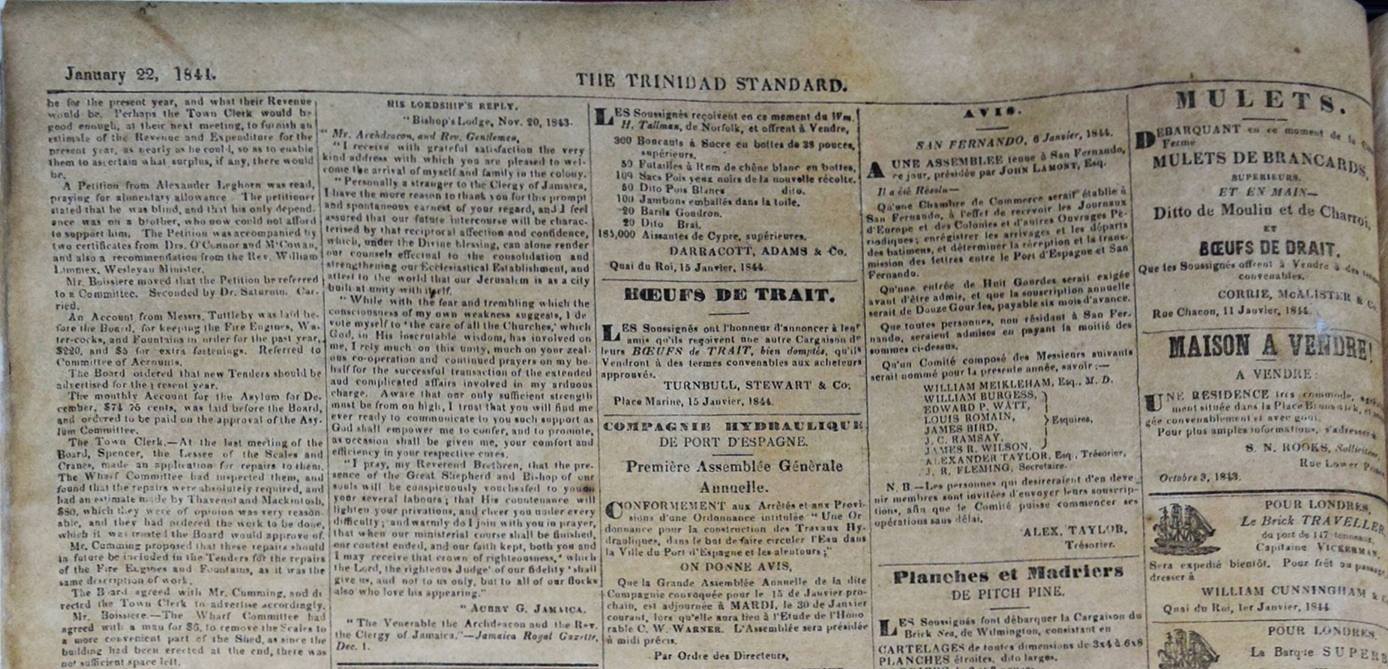 January 22, 1844.
THE TRINIDAD STANDARD.
be for the present year, and what their Revenue
would be. Perhaps the Town Clerk would be
good enough, at their next meeting, to furnish an
estimate of the Revenue and Expenditure for the
present year, as nearly as he could, so as to enable
them to ascertain what surplus, if any, there would
be.
A Petition from Alexander Leghorn was read,
praying for alimentary allowance. The petitioner
stated that he was blind, and that his only depend-
ance was on a brother, who now could not afford
to support him. The Petition was accompanied by
two certificates from Drs. O'Connor and M'Cowan,
and also a recommendation from the Rev. William
Limmex, Wesleyan Minister.
Mr. Boissiere moved that the Petition be referred
to a Committee. Seconded by Dr. Saturnin. Car-
ried.
An Account from Messrs. Tuttleby was laid be-
fore the Board, for keeping the Fire Engines, Wa-
ter-cocks, and Fountains in order for the past year,
$220, and $5 for extra fastenings. Referred to
Committee of Accounts.
The Board ordered that new Tenders should be
advertised for the present year.
The monthly Account for the Asylum for De-
cember, $74 75 cents, was laid before the Board,
and ordered to be paid on the approval of the Asy-
lum Committee.
The Town Clerk.—At the last meeting of the
Board, Spencer, the Lessee of the Scales and
Cranes, made an application for repairs to them.
The Wharf Committee had inspected them, and
found that the repairs were absolutely required, and
had an estimate made by Thavenot and Mackintosh,
$80, which they were of opinion was very reason-
able, and they had ordered the work to be done,
which it was trusted the Board would approve of.
Mr. Cumming proposed that these repairs should
in future be included in the Tenders for the repairs
of the Fire Engines and Fountains, as it was the
same description of work.
The Board agreed with Mr. Cumming, and di
rected the Town Clerk to advertise accordingly.
Mr. Boissiere.—The Wharf Committee had
agreed with a man for $5, to remove the Scales to
a more convenient part of the Shed, as since the
building had been erected at the end, there was
not sufficient space left.
HIS LORDSHIP'S REPLY.
"Bishop's Lodge, Nov. 20, 1843.
"Mr. Archdeacon, and Rev. Gentlemen,
"I receive with grateful satisfaction the very
kind address with which you are pleased to wel-
come the arrival of myself and family in the colony.
"Personally a stranger to the Clergy of Jamaica,
I have the more reason to thank you for this prompt
and spontaneous earnest of your regard, and I feel
assured that our future intercourse will be charac-
terised by that reciprocal affection and confidence,
which, under the Divine blessing, can alone render
our counsels effectual to the consolidation and
strengthening our Ecclesiastical Establishment, and
attest to the world that our Jerusalem is as a city
built at unity with itself.
"While with the fear and trembling which the
consciousness of my own weakness suggests, I de
vote myself to 'the care of all the Churches,' which
God, in His inscrutable wisdom, has involved on
me, I rely much on this unity, much on your zeal-
ous co-operation and continued prayers on my be-
half for the successful transaction of the extended
and complicated affairs involved in my arduous
charge. Aware that our only sufficient strength
must be from on high, I trust that you will find me
ever ready to communicate to you such support as
God shall empower me to confer, and to promote,
as occasion shall be given me, your comfort and
efficiency in your respective cures.
"I pray, my Reverend Brethren, that the pre-
sence of the Great Shepherd and Bishop of our
souls will be conspicuously vouchsafed to you in
your several labours; that His countenance will
lighten your privations, and cheer you under every
difficulty; and warmly do I join with you in prayer,
that when our ministerial course shall be finished,
our contest ended, and our faith kept, both you and
I may receive that crown of righteousness, 'which
the Lord, the righteous Judge' of our fidelity 'shall
give us, and not to us only, but to all of our flocks
also who love his appearing.'
"AUBRY G. JAMAICA.
"The Venerable the Archdeacon and the Rev.
the Clergy of Jamaica."—Jamaica Royal Gazette,
Dec. 1.
LES Soussignés reçoivent en ce moment du Wm.
H. Tallman, de Norfolk, et offrent à Vendre,
300 Boucauts à Sucre en bottes de 38 pouces,
supérieurs.
50 Futailles à Rum de chêne blanc en bottes,
100 Sacs Pois yeux noirs de la nouvelle récolte.
50 Dito Pois Blancs dito.
100 Jambons emballés dans la toile.
20 Barils Goudron.
20 Dito Brai.
185,000 Aissantes de Cypre, supérieures.
DARRACOTT, ADAMS & Co.
Quai du Roi, 15 Janvier, 1844.
BŒUFS DE TRAIT.
LES Soussignés ont l'honneur d'annoncer à leur
amis qu'ils reçoivent une autre Cargaison de
leurs BŒUFS de TRAIT, bien domptés, qu'ils
Vendront à des termes convenables aux acheteurs
approuvés.
TURNBULL, STEWART & Co.
Place Marine, 15 Janvier, 1844.
COMPAGNIE HYDRAULIQUE
DE PORT D'ESPAGNE.
Première Assemblée Générale
Annuelle.
CONFORMEMENT aux Arrêtés et aux Provi-
sions d'une Ordonnance intitulée "Une Or
donnance pour la construction des Travaux Hy-
drauliques, dans le but de faire circuler l'Eau dans
la Ville du Port d'Espagne et les alentours;"
ON DONNE AVIS,
Que la Grande Assemblée Annuelle de la dite
Compagnie convoquée pour le 15 de Janvier pro-
chain, est adjournée à MARDI, le 30 de Janvier
courant, lors qu'elle aura lieu à l'Etude de l'Hono
rable C. W. WARNER. L'Assemblée sera présidée
à midi précis.
Par Ordre des Directeurs,
AVIS.
SAN FERNANDO, 6 Janvier, 1844.
A UNE ASSEMBLEE tenue à San Fernando,
ce jour, présidée par JOHN LAMONT, Esq.
Il a été Résolu—
Qu'une Chambre de Commerce serait établie à
San Fernando, à l'effet de recevoir les Journaux
d'Europe et des Colonies et d'autres Ouvrages Pé-
riodiques; enrégistrer les arrivages et les départs
des batimens, et déterminer la réception et la trans-
mission des lettres entre le Port d'Espagne et San
Fernando.
Qu'une entrée de Huit Gourdes serait exigée
avant d'être admis, et que la souscription annuelle
serait de Douze Gourdes, payable six mois d'avance.
Que toutes personnes, non résidant à San Fer-
nando, seraient admises en payant la moitié des
sommes ci-dessus.
Qu'un Comité composé des Messieurs suivants
serait nommé pour la présente année, savoir:—
WILLIAM MEIKLEHAM, Esq., M. D.
WILLIAM BURGESS,
EDWARD P. WATT,
LOUIS ROMAIN,
JAMES BIRD,
J. C. RAMSAY,
JAMES R. WILSON,
Esquires,
ALEXANDER TAYLOR, Esq., Trésorier,
J. R. FLEMING, Secretaire.
N. B.—Les personnes qui desireraient d'en deve
nir membres sont invitées d'envoyer leurs souscrip-
tions, afin que le Comité puisse commencer ses
opérations sans délai.
ALEX. TAYLOR,
Trésorier.
Planches et Madriers
DE PITCH PINE.
LES Soussignés font débarquer la Cargaison du
Brick Sea, de Wilmington, consistant en
CARTELAGES de toutes dimensions de 3x4 à 6x8
PLANCHES étroites, dito larges.
MULETS.
DEBARQUANT en ce moment de la
Ferme
MULETS DE BRANCARDS,
SUPERIEURS.
ET EN MAIN—
Ditto de Moulin et de Charroi,
ET
BŒUFS DE DRAIT.
Que les Soussignés offrent à Vendre à des
convenables.
CORRIE, McALISTER & C
Rue Chacon, 11 Janvier, 1844.
MAISON A VENDRE!
A VENDRE:
UNE RESIDENCE très commode,
ment située dans la Place Brunswick,
gée convenablement avec goût.
Pour plus amples informations, s'adresser à
S. N. ROOKS, Solliciteur,
Rue Lower
Octobre 3, 1843.
POUR LONDRES,
Le Brick TRAVELLER,
du port de 147 tonneaux,
Capitaine VICKERMAN,
Sera expedié bientôt. Pour frêt ou passage
dresser à
WILLIAM CUNNINGHAM & C
Quai du Roi, 1er Janvier, 1844
POUR LONDRES,
La Barque SUPER